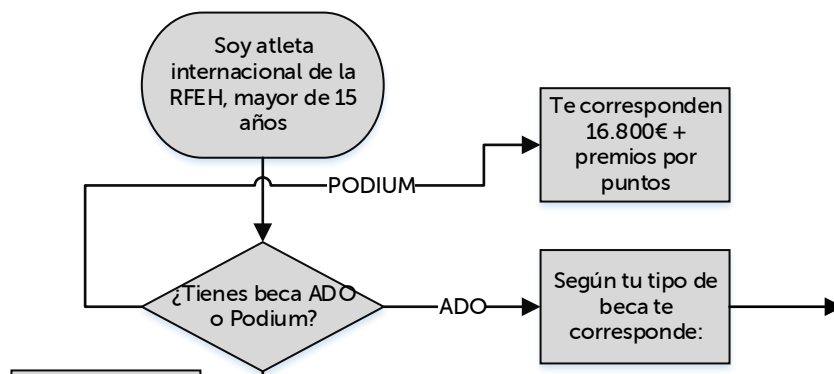 Soy atleta
internacional de la
RFEH, mayor de 15
años
Te corresponden
16.800€ +
premios por
puntos
PODIUM
¿Tienes beca ADO
o Podium?
ADO
Según tu tipo de
beca te
corresponde: